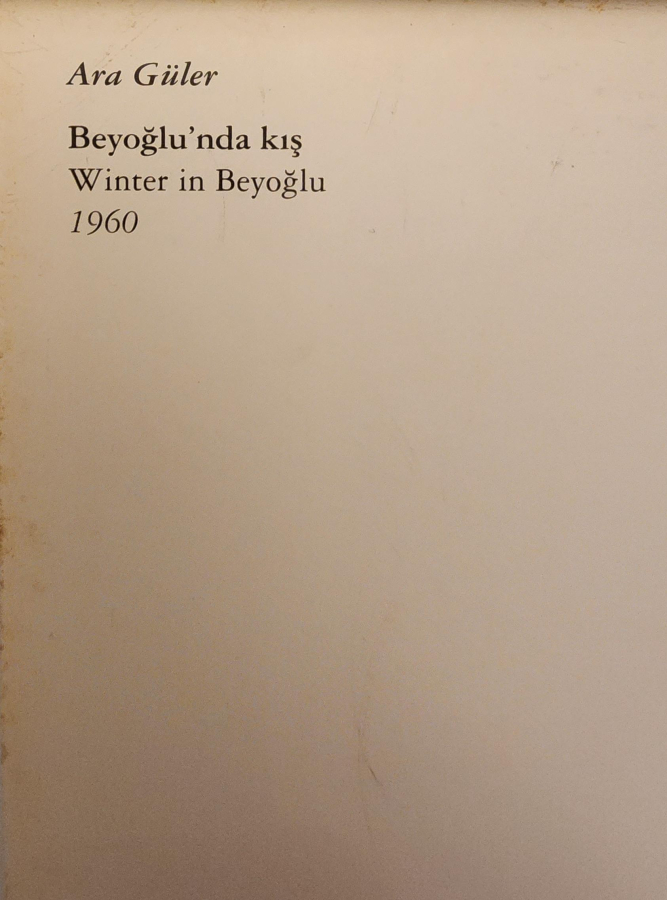 Ara Güler
Beyoğlu'nda kış
Winter in Beyoğlu
1960